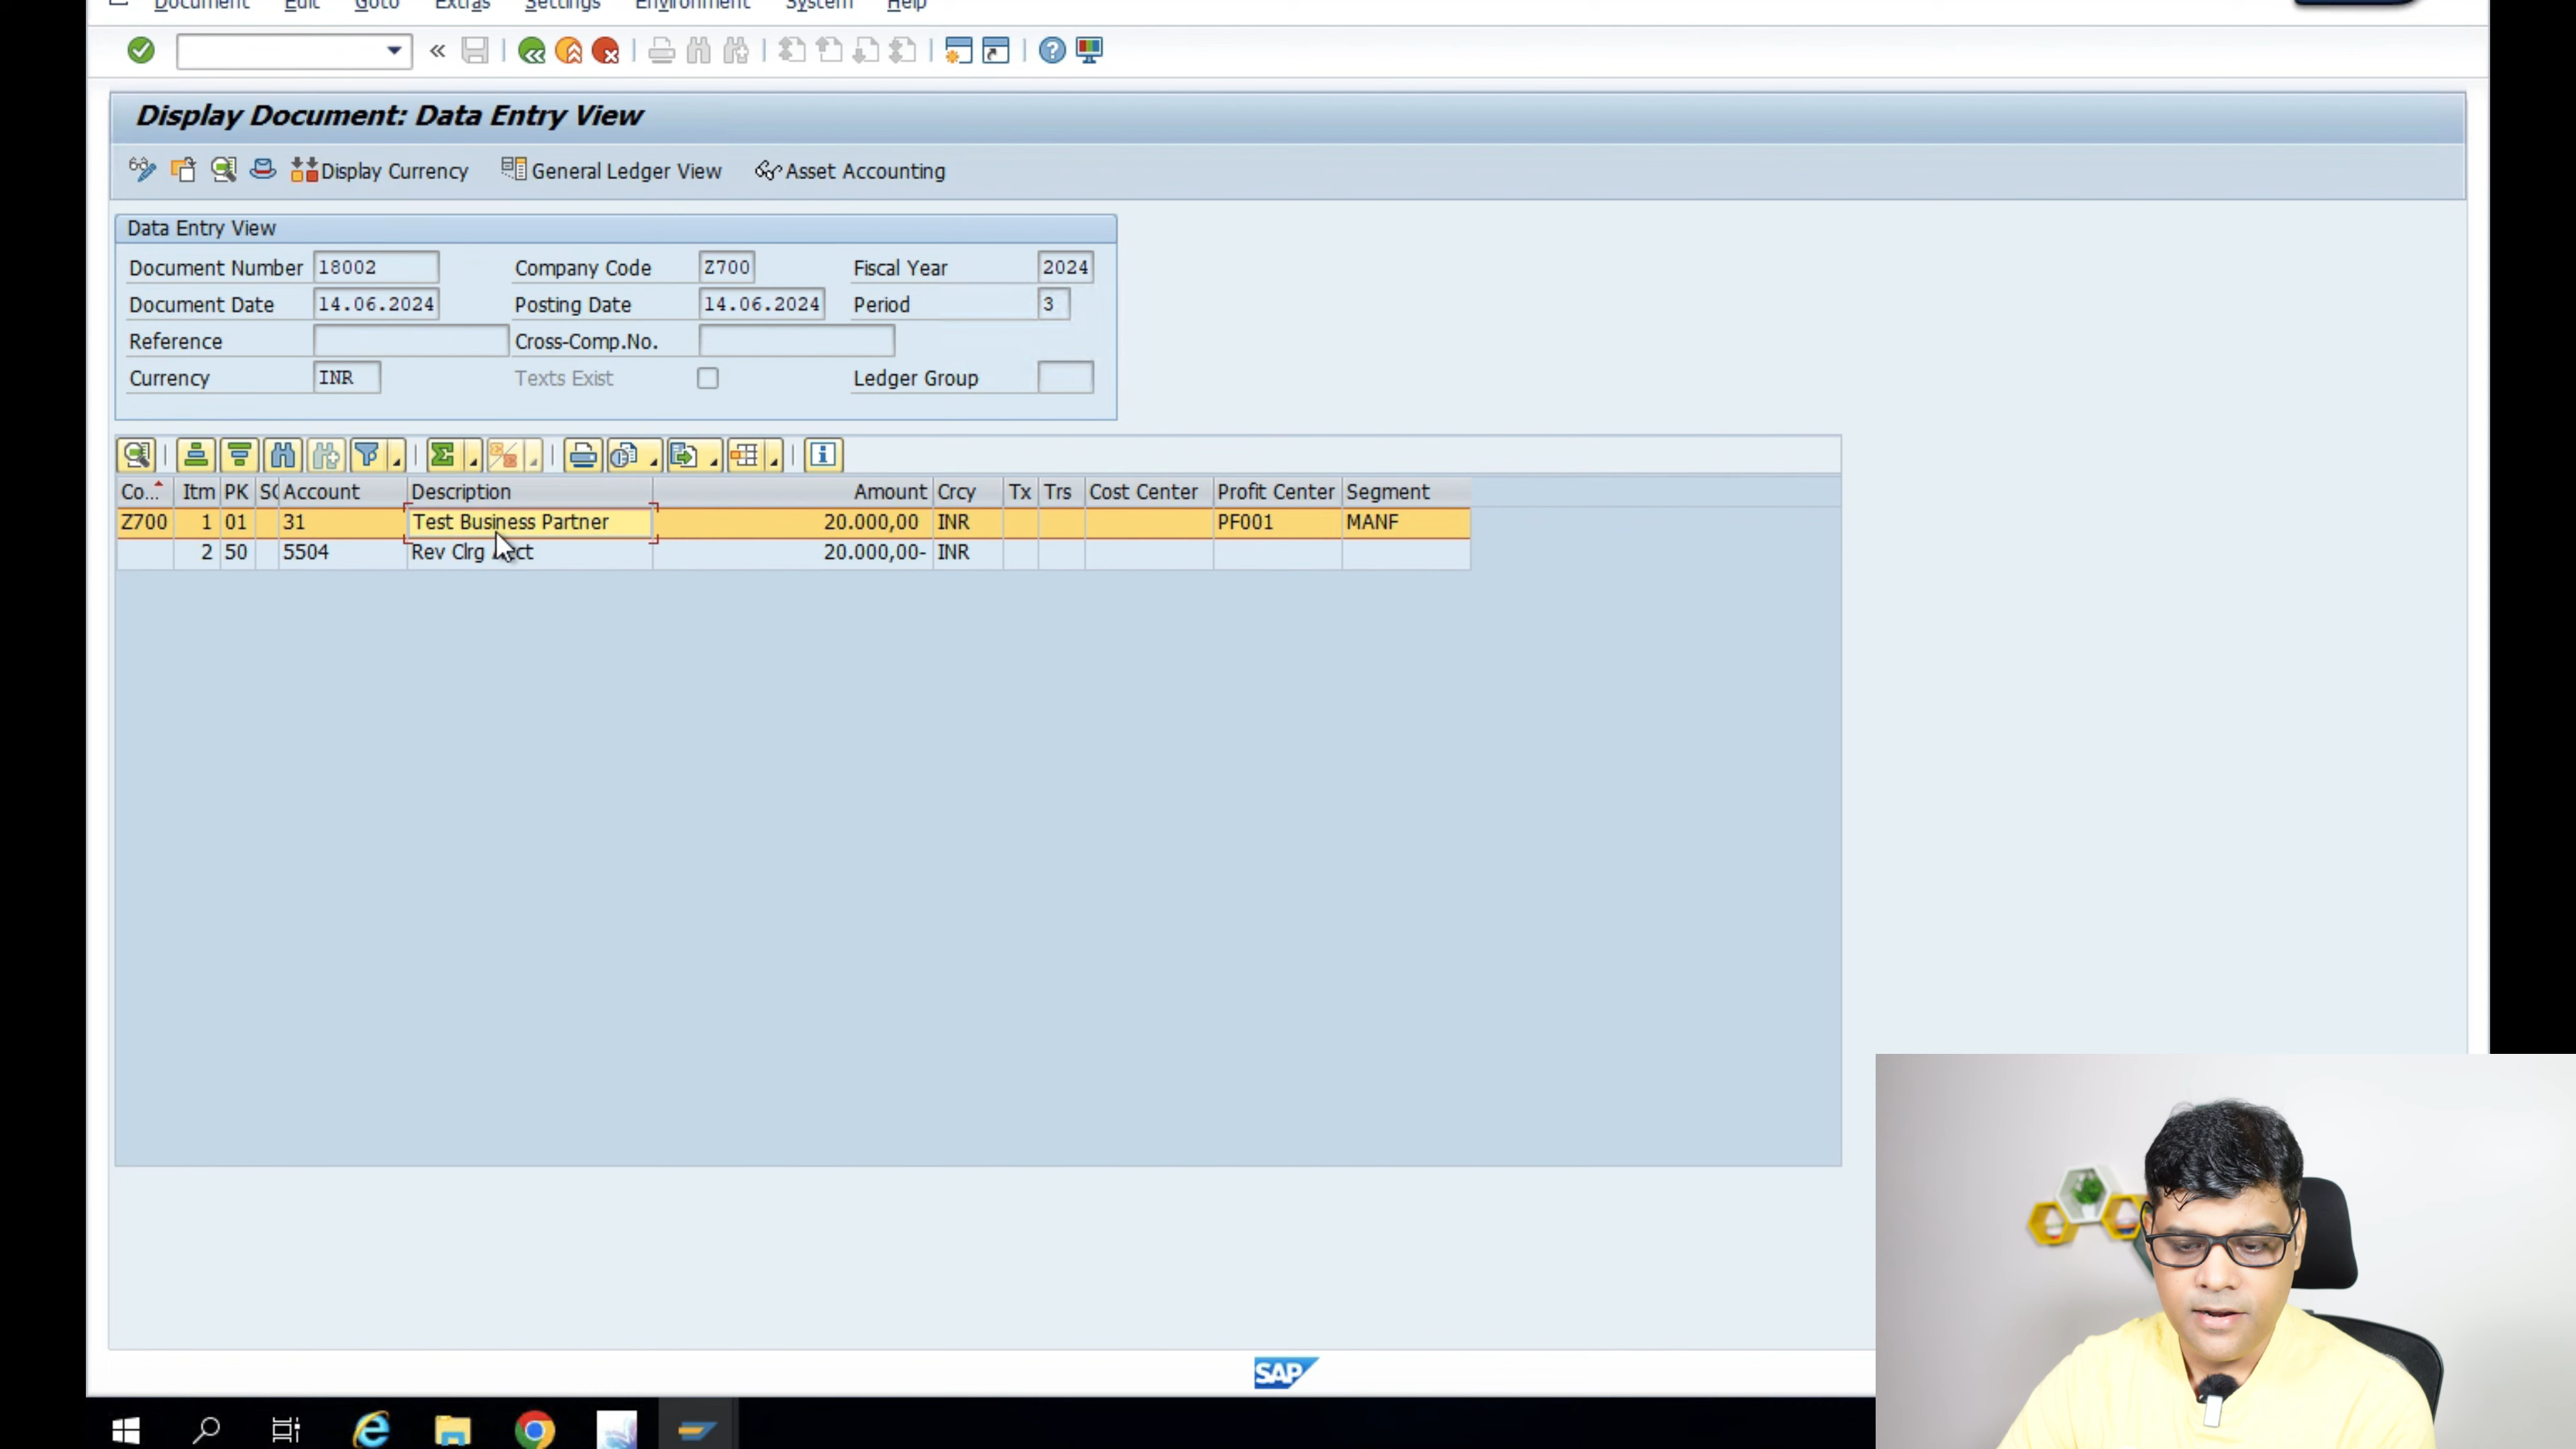 Document Edit Goto Extras Settings Environment System Help
Display Document: Data Entry View
Display Currency General Ledger View Asset Accounting
Data Entry View
Document Number 18002 Company Code Z700 Fiscal Year 2024
Document Date 14.06.2024 Posting Date 14.06.2024 Period 3
Reference Cross-Comp.No.
Currency INR Texts Exist Ledger Group
Co... Itm PK Account Description Amount Crcy Tx Trs Cost Center Profit Center Segment
Z700 1 01 31 Test Business Partner 20.000,00 INR PF001 MANF
2 50 5504 Rev Clrg 20.000,00- INR
SAP